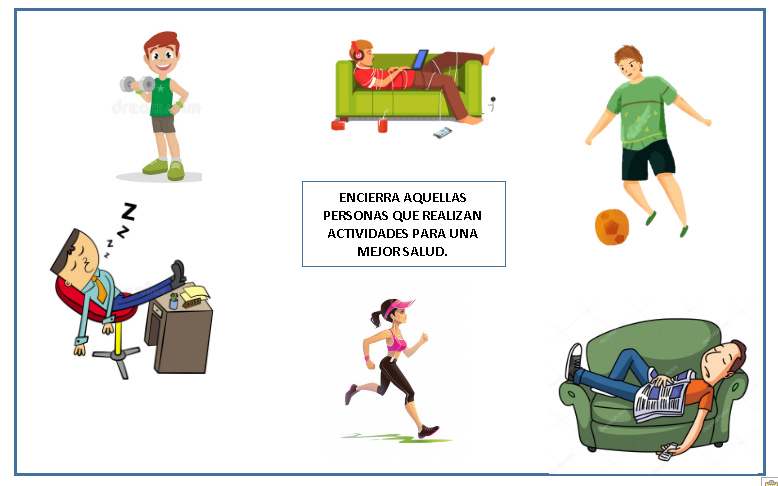 ENCIERRA AQUELLAS
PERSONAS QUE REALIZAN
ACTIVIDADES PARA UNA
MEJOR SALUD.
Z
Z
z
z